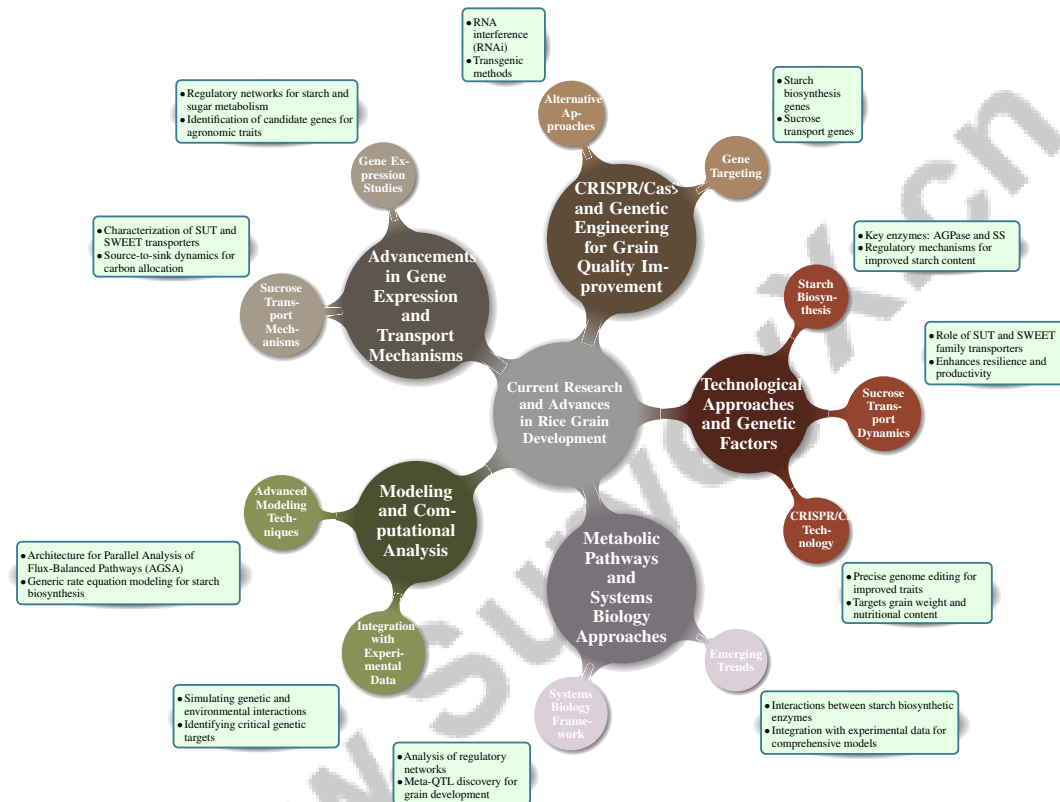 ● RNA
interference
(RNAi)
● Transgenic
methods
● Starch
biosynthesis
genes
● Sucrose
transport genes
● Regulatory networks for starch and
sugar metabolism
● Identification of candidate genes for
agronomic traits
Alternative
Ap-
proaches
Gene
Targeting
Gene Ex-
pression
Studies
CRISPR/Cas
and Genetic
Engineering
for Grain
Quality Im-
provement
● Characterization of SUT and
SWEET transporters
● Source-to-sink dynamics for
carbon allocation
● Key enzymes: AGPase and SS
● Regulatory mechanisms for
improved starch content
Advancements
in Gene
Expression
and
Transport
Mechanisms
Sucrose
Trans-
port
Mech-
anisms
Starch
Biosyn-
thesis
● Role of SUT and SWEET
family transporters
● Enhances resilience and
productivity
Current Research
and Advances
in Rice Grain
Development
Technological
Approaches
and Genetic
Factors
Sucrose
Trans-
port
Dynamics
Advanced
Modeling
Tech-
niques
Modeling
and Com-
putational
Analysis
CRISPR/C
Tech-
nology
Metabolic
Pathways
and
Systems
Biology
Approaches
● Architecture for Parallel Analysis of
Flux-Balanced Pathways (AGSA)
● Generic rate equation modeling for starch
biosynthesis
● Precise genome editing for
improved traits
● Targets grain weight and
nutritional content
Integration
with
Experi-
mental
Data
Emerging
Trends
Systems
Biology
Frame-
work
● Simulating genetic and
environmental interactions
● Identifying critical genetic
targets
● Interactions between starch biosynthetic
enzymes
● Integration with experimental data for
comprehensive models
● Analysis of regulatory
networks
● Meta-QTL discovery for
grain development